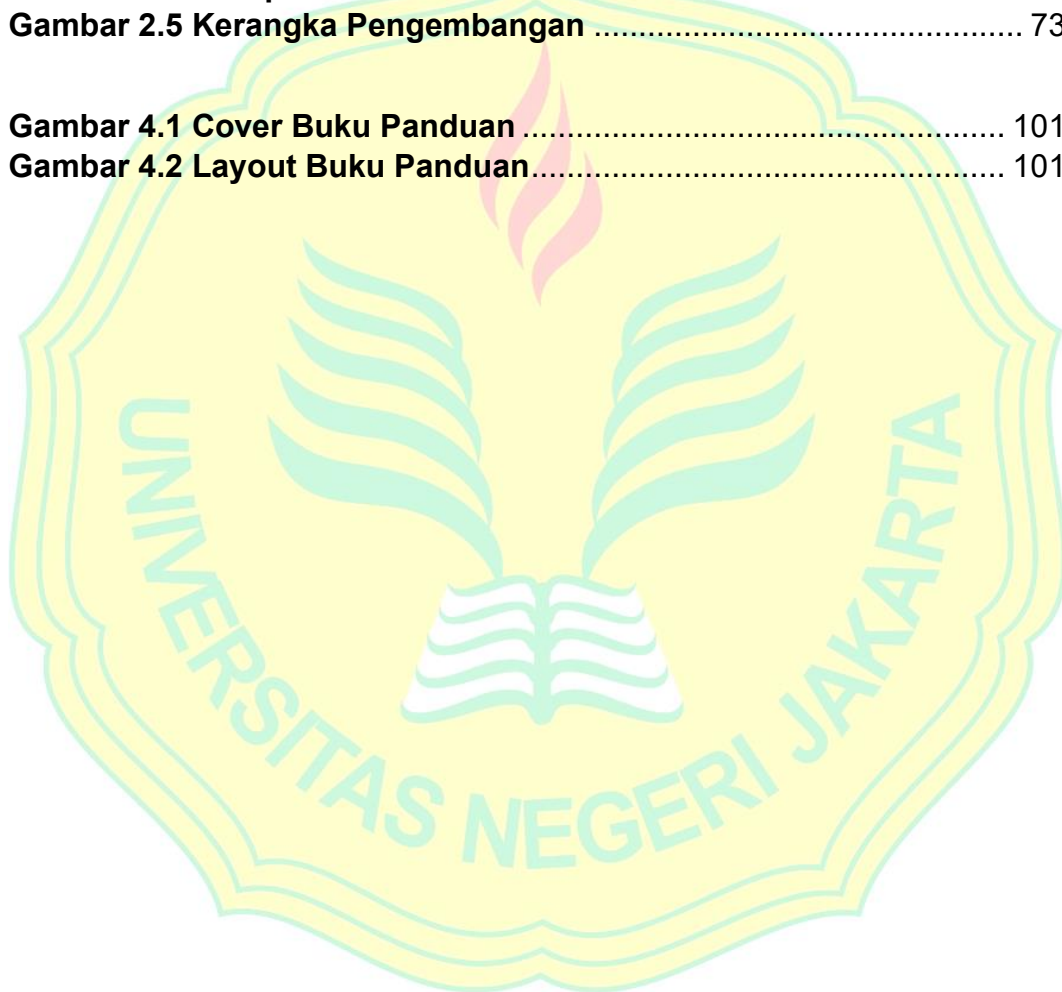 Gambar 2.5 Kerangka Pengembangan ................................................ 73
Gambar 4.1 Cover Buku Panduan ...................................................... 101
Gambar 4.2 Layout Buku Panduan..................................................... 101
UNIVERSITAS NEGERI JAKARTA